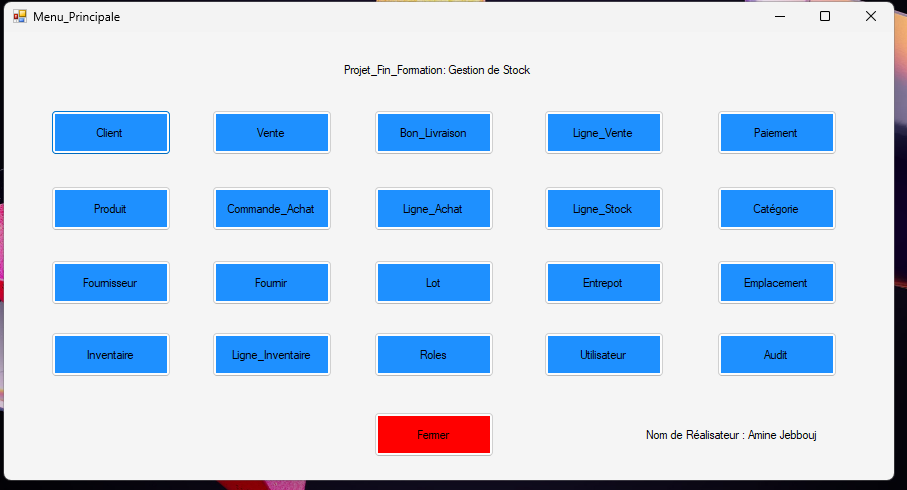 Menu_Principale
Projet_Fin_Formation: Gestion de Stock
Client Vente Bon_Livraison Ligne_Vente Paiement
Produit Commande_Achat Ligne_Achat Ligne_Stock Catégorie
Fournisseur Fournir Lot Entrepot Emplacement
Inventaire Ligne_Inventaire Roles Utilisateur Audit
Fermer Nom de Réalisateur : Amine Jebbouj